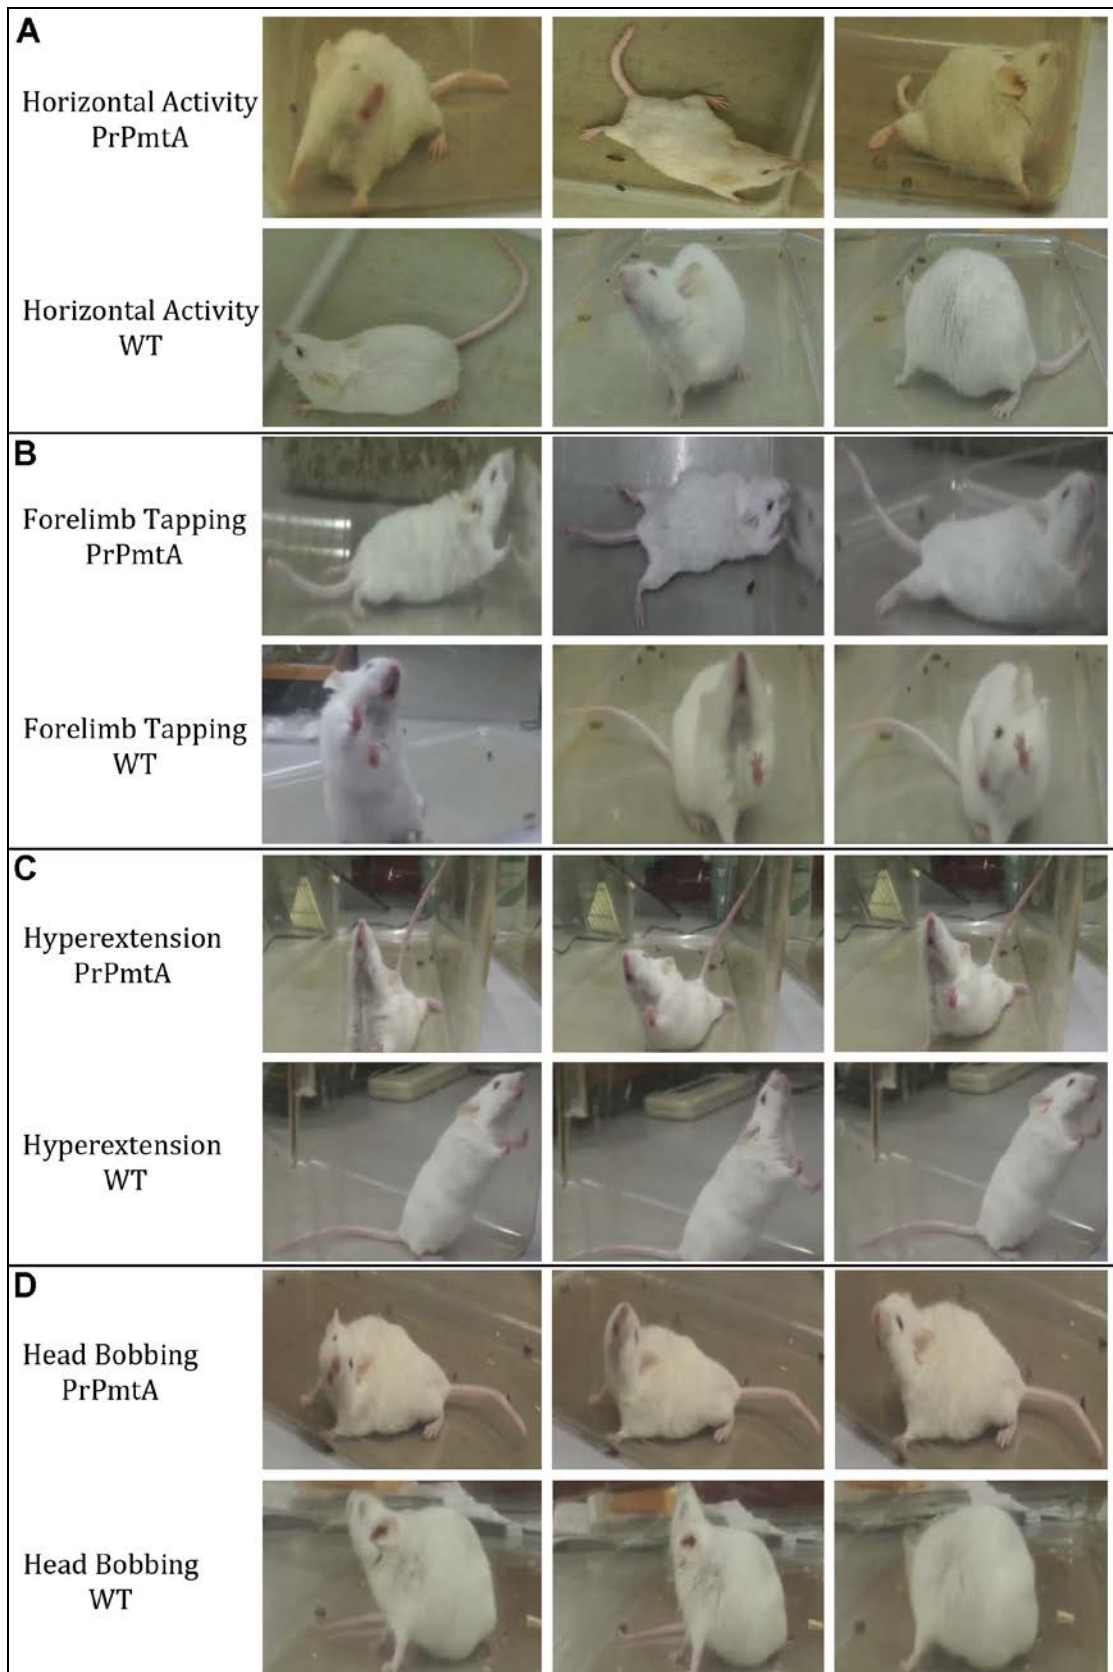 A
Horizontal Activity
PrPmtA
Horizontal Activity
WT
B
Forelimb Tapping
PrPmtA
Forelimb Tapping
WT
C
Hyperextension
PrPmtA
Hyperextension
WT
D
Head Bobbing
PrPmtA
Head Bobbing
WT